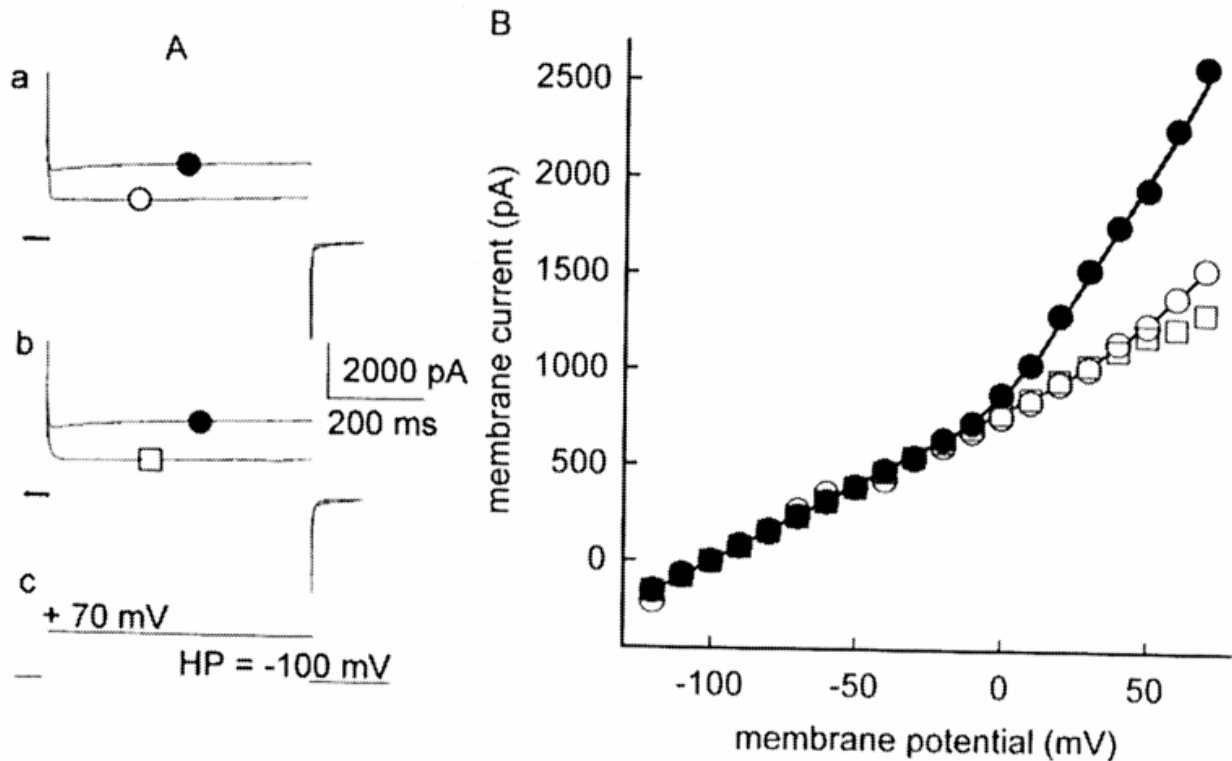 A
a
b
2000 pA
200 ms
c
+ 70 mV
HP = -100 mV
B
membrane current (pA)
2500
2000
1500
1000
500
0
-100
-50
0
50
membrane potential (mV)